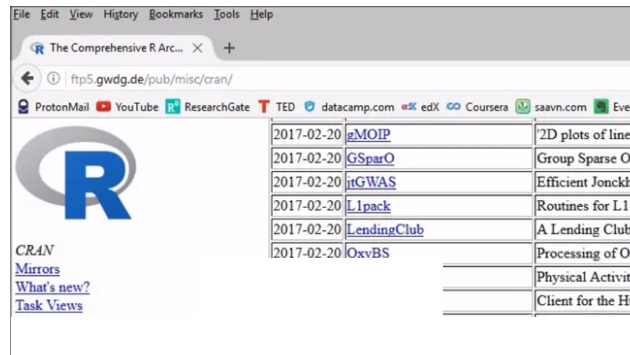 File Edit View History Bookmarks Tools Help
The Comprehensive R Arc... × +
ftp5.gwdg.de/pub/misc/cran/
ProtonMail YouTube ResearchGate TED datacamp.com edX Coursera saavn.com Eve
2017-02-20 gMOIP '2D plots of line
2017-02-20 GSparO Group Sparse O
2017-02-20 jtGWAS Efficient Jonckh
2017-02-20 L1pack Routines for L1
2017-02-20 LendingClub A Lending Club
2017-02-20 OxyBS Processing of O
Physical Activit
Client for the H
R
CRAN
Mirrors
What's new?
Task Views